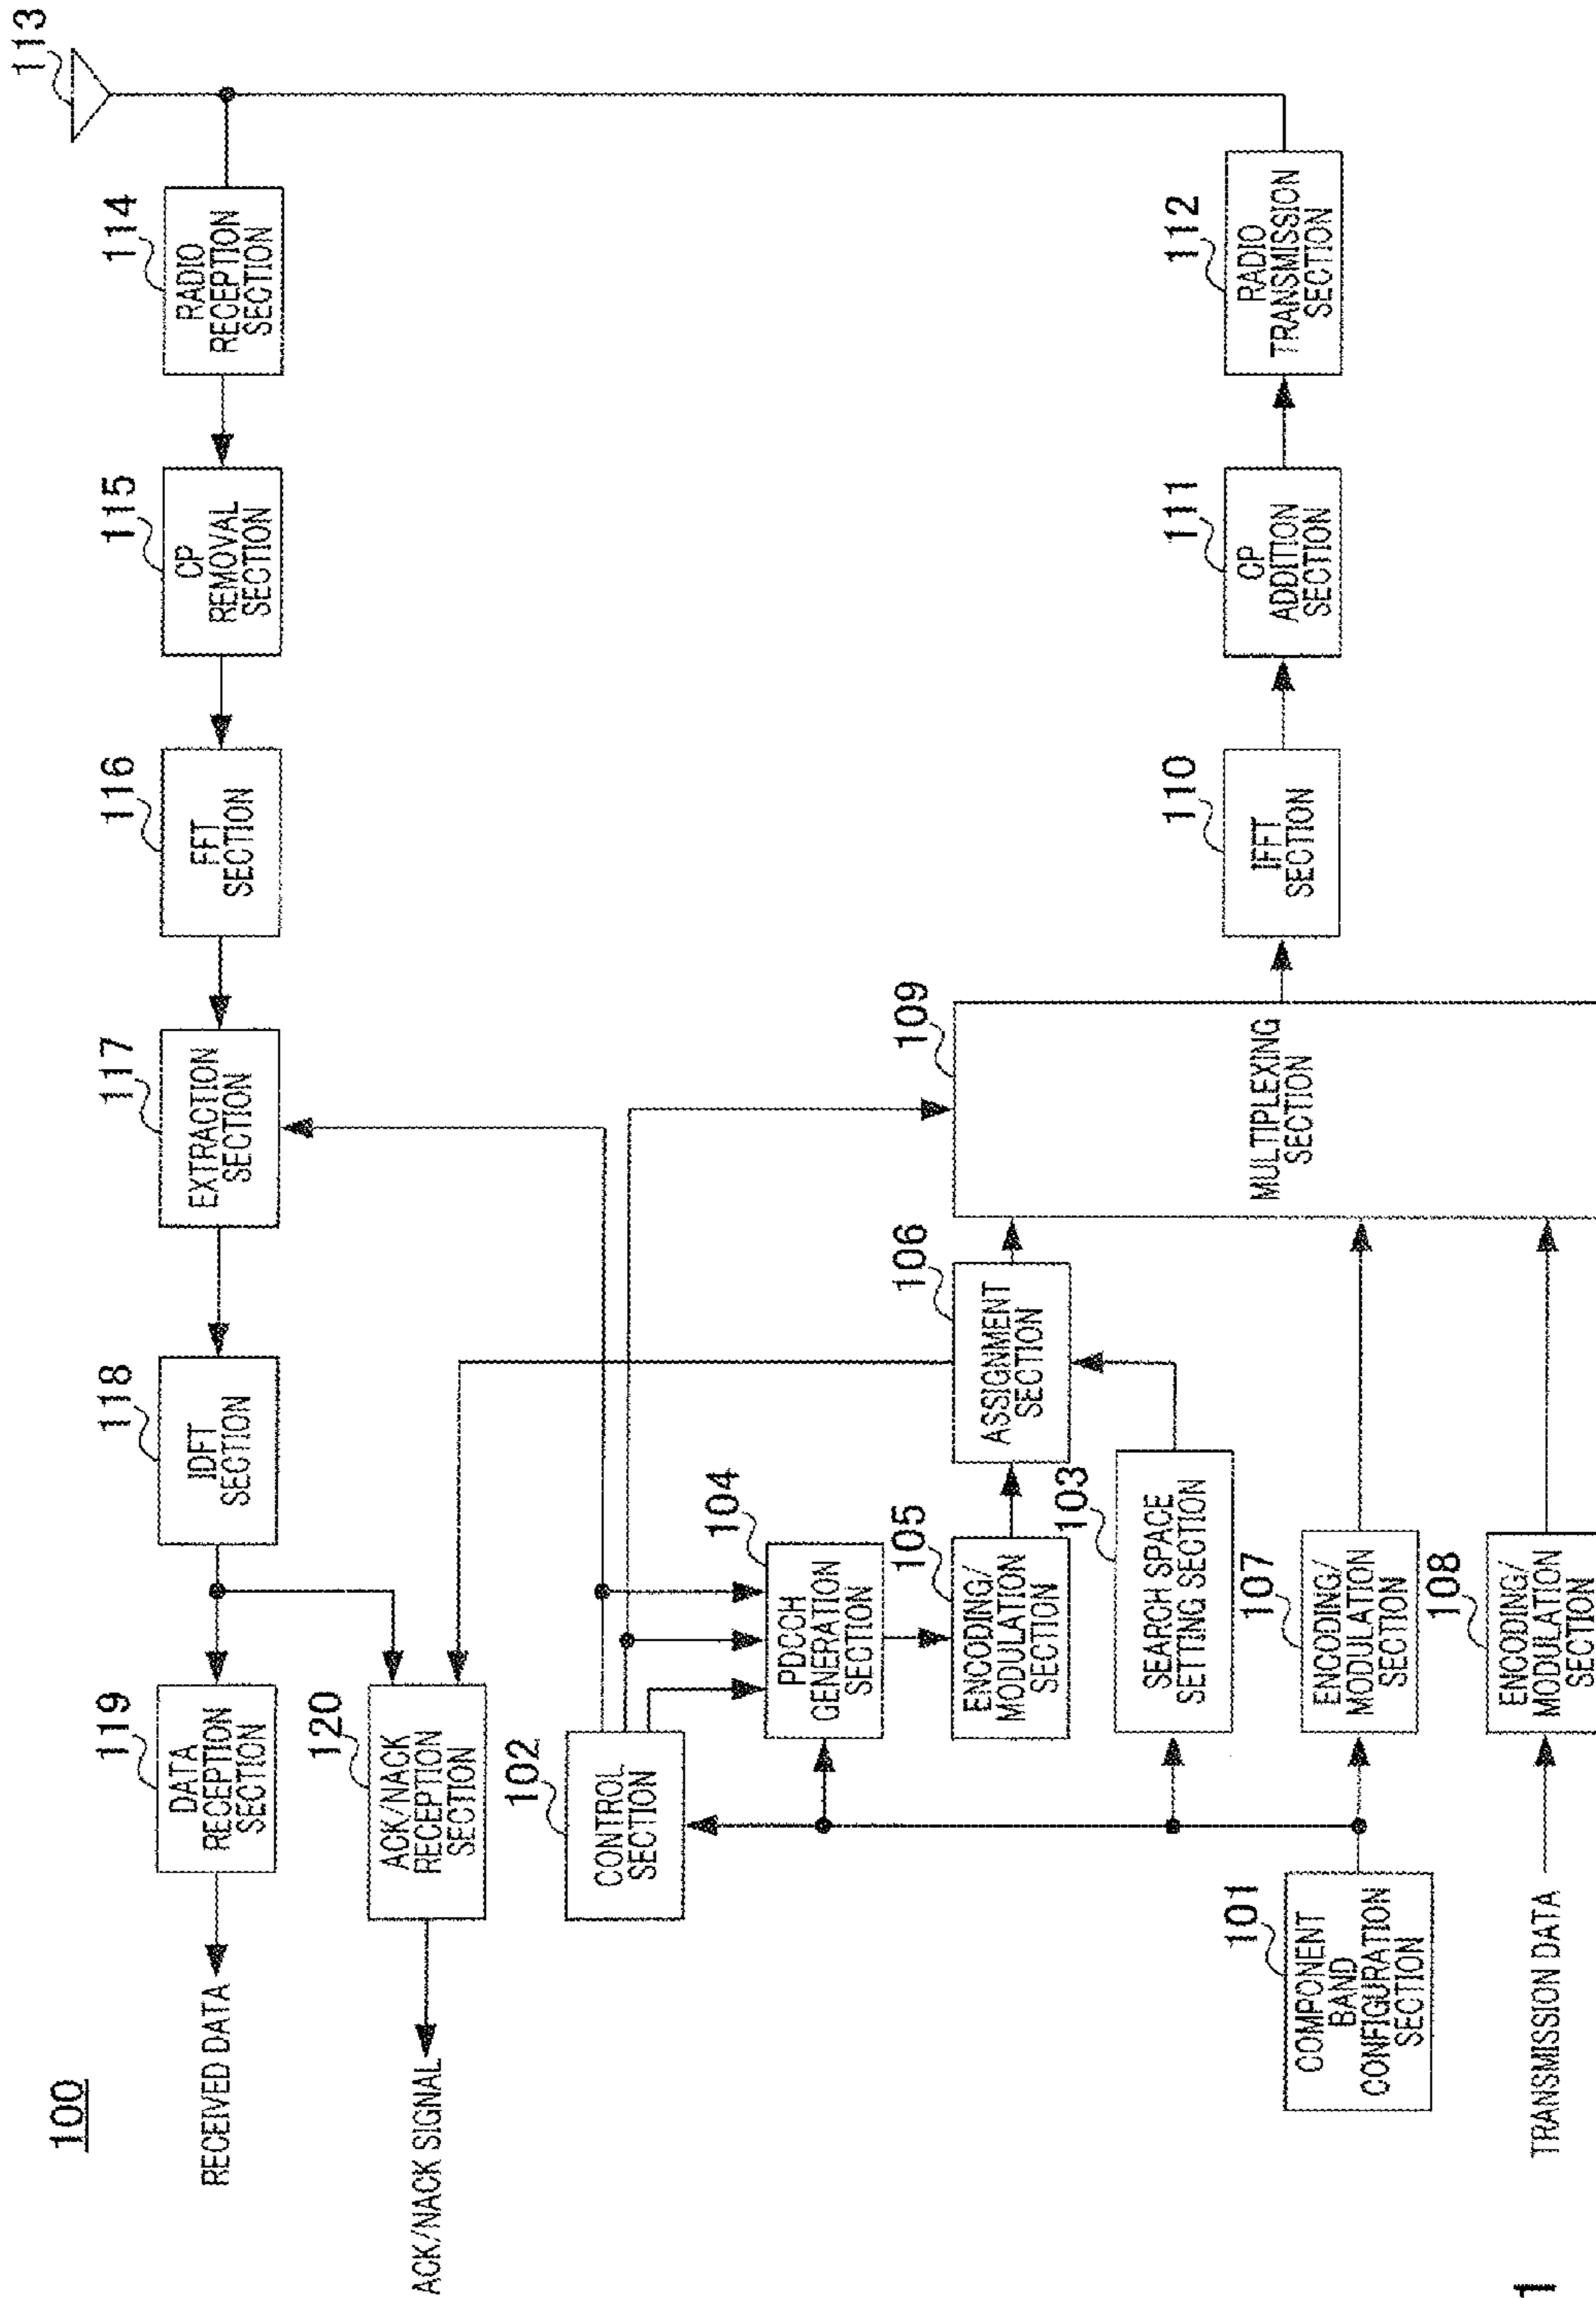 100
113
114
RADIO
RECEPTION
SECTION
115
CP
REMOVAL
SECTION
116
FFT
SECTION
117
EXTRACTION
SECTION
118
IDFT
SECTION
119
DATA
RECEPTION
SECTION
RECEIVED DATA
120
ACK/NACK
RECEPTION
SECTION
ACK/NACK SIGNAL
102
CONTROL
SECTION
104
PDCCH
GENERATION
SECTION
105
ENCODING/
MODULATION
SECTION
106
ASSIGNMENT
SECTION
103
SEARCH SPACE
SETTING SECTION
101
COMPONENT
BAND
CONFIGURATION
SECTION
107
ENCODING/
MODULATION
SECTION
TRANSMISSION DATA
108
ENCODING/
MODULATION
SECTION
109
MULTIPLEXING
SECTION
110
IFFT
SECTION
111
CP
ADDITION
SECTION
112
RADIO
TRANSMISSION
SECTION
1